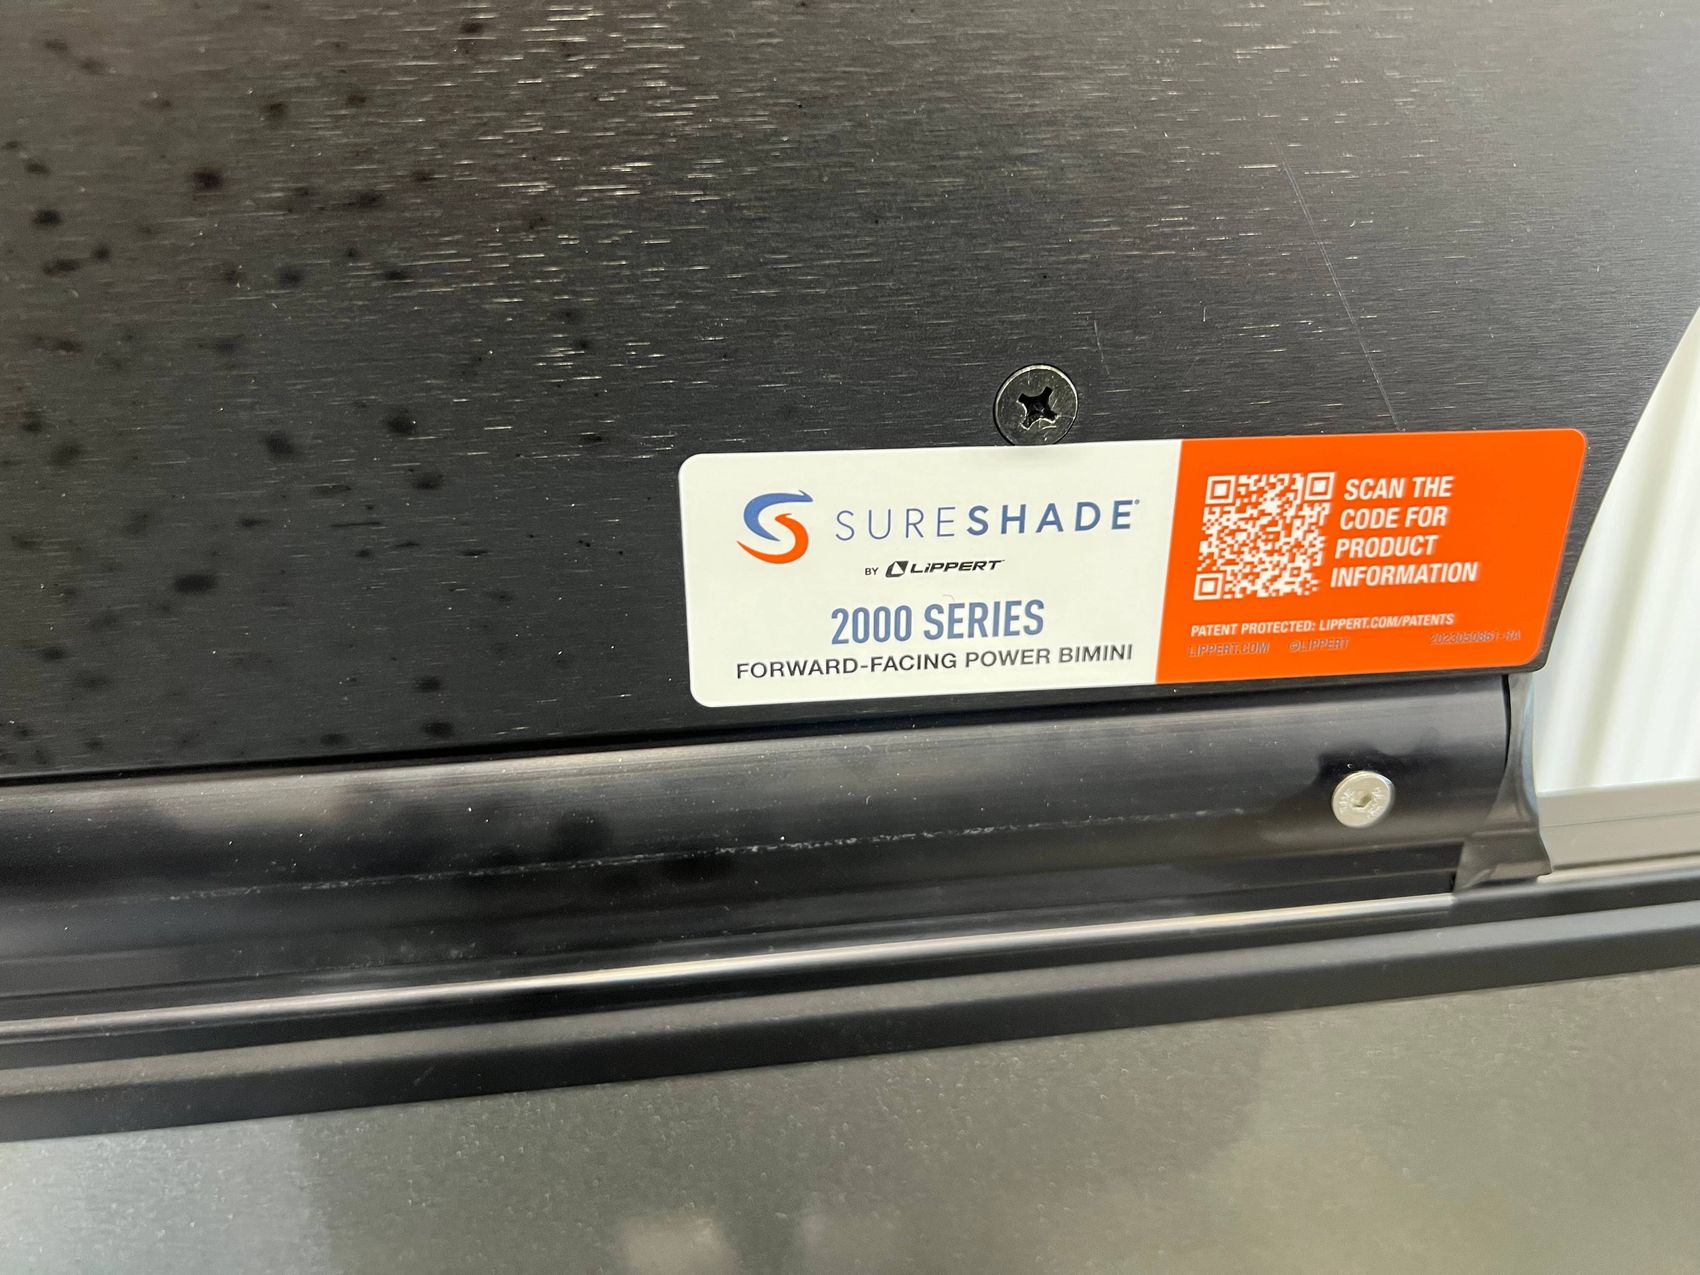 SURESHADE®
BY LIPPERT™
2000 SERIES
FORWARD-FACING POWER BIMINI
SCAN THE
CODE FOR
PRODUCT
INFORMATION
PATENT PROTECTED: LIPPERT.COM/PATENTS
LIPPERT.COM ©LIPPERT